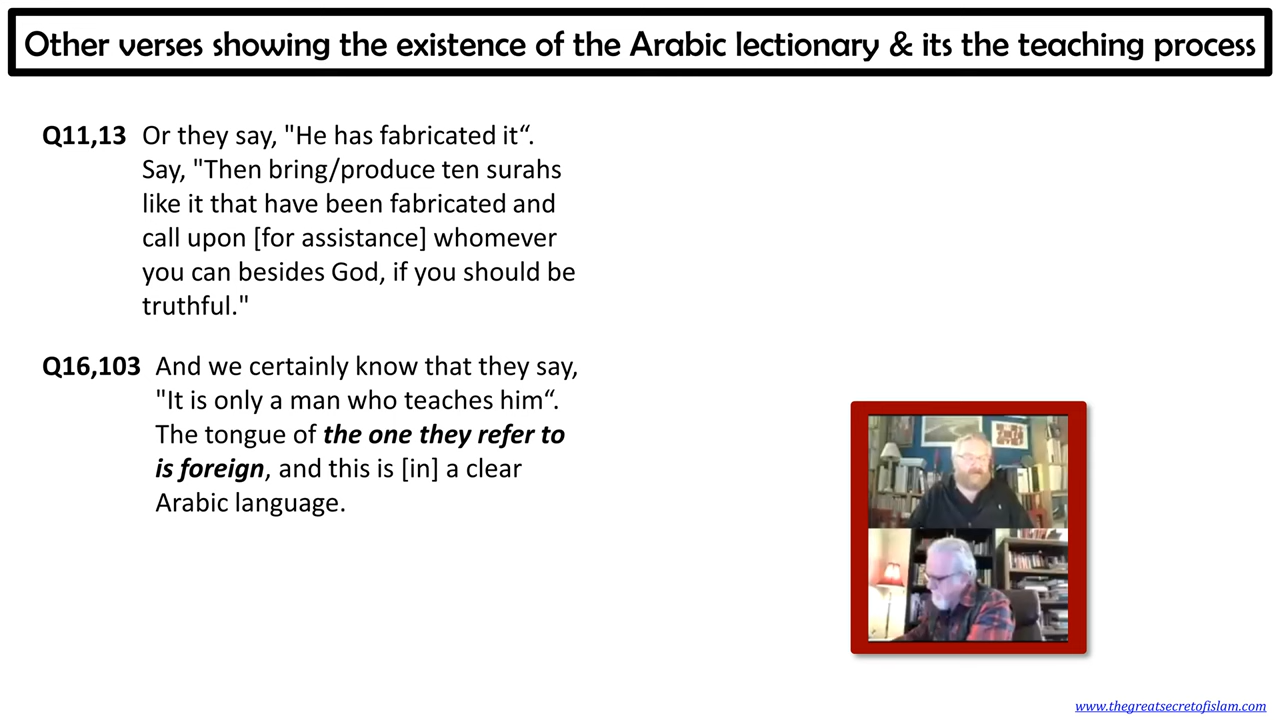 Other verses showing the existence of the Arabic lectionary & its the teaching process
Q11,13 Or they say, "He has fabricated it“.
Say, "Then bring/produce ten surahs
like it that have been fabricated and
call upon [for assistance] whomever
you can besides God, if you should be
truthful."
Q16,103 And we certainly know that they say,
"It is only a man who teaches him“.
The tongue of the one they refer to
is foreign, and this is [in] a clear
Arabic language.
www.thegreatsecretofislam.com